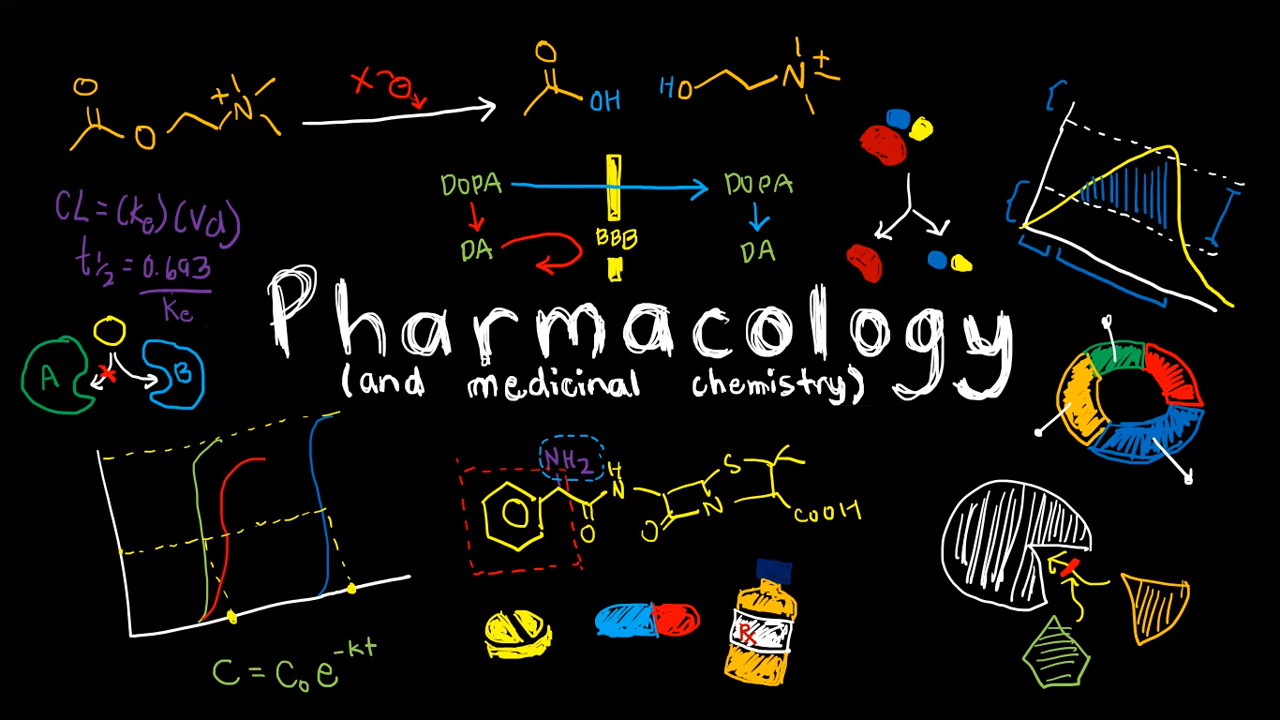 O
O
N
+
X
O
OH
HO
N
+
CL = (Ke)(Vd)
t 1/2 = 0.693
Ke
DOPA
DOPA
DA
BBB
DA
Pharmacology
(and medicinal chemistry)
A
B
NH2
H
N
O
O
N
S
COOH
Rx
C = C₀e^-kt